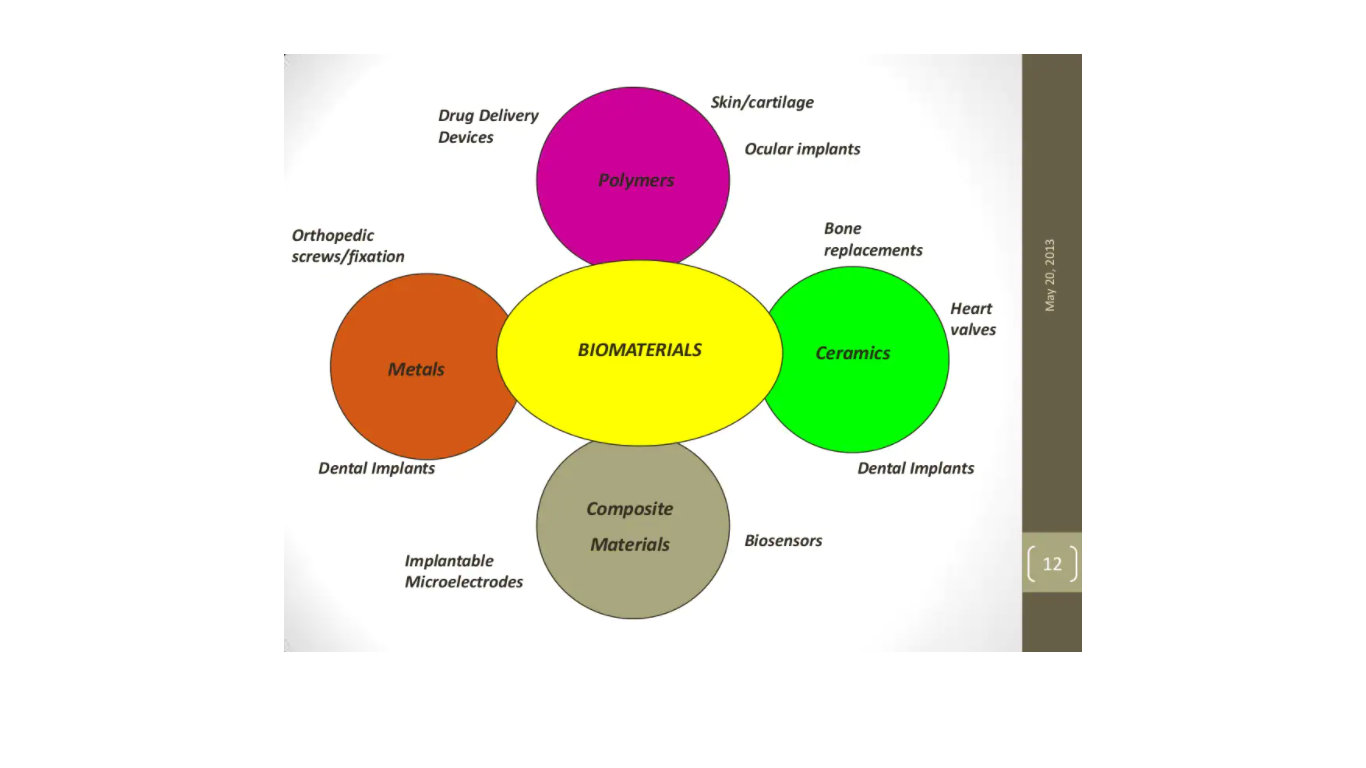 Drug Delivery
Devices
Skin/cartilage
Ocular implants
Polymers
Orthopedic
screws/fixation
Bone
replacements
Heart
valves
Metals
BIOMATERIALS
Ceramics
Dental Implants
Dental Implants
Composite
Materials
Implantable
Microelectrodes
Biosensors
May 20, 2013
12